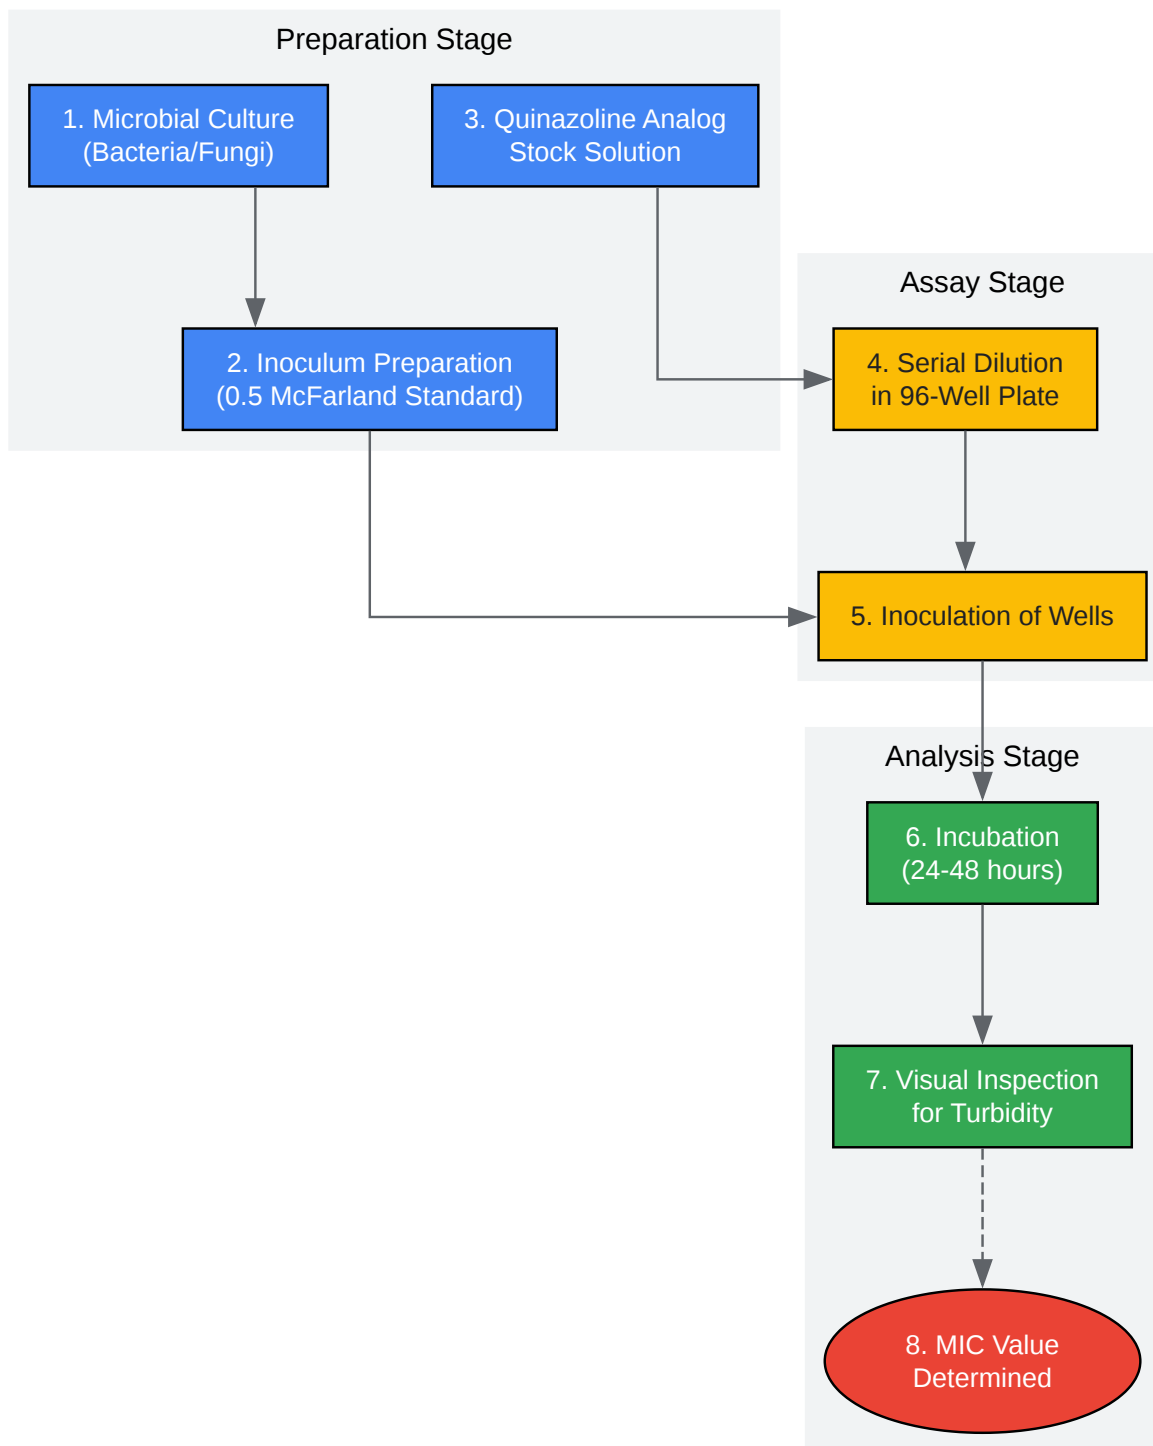 Preparation Stage
1. Microbial Culture
(Bacteria/Fungi)
3. Quinazoline Analog
Stock Solution
2. Inoculum Preparation
(0.5 McFarland Standard)
Assay Stage
4. Serial Dilution
in 96-Well Plate
5. Inoculation of Wells
Analysis Stage
6. Incubation
(24-48 hours)
7. Visual Inspection
for Turbidity
8. MIC Value
Determined